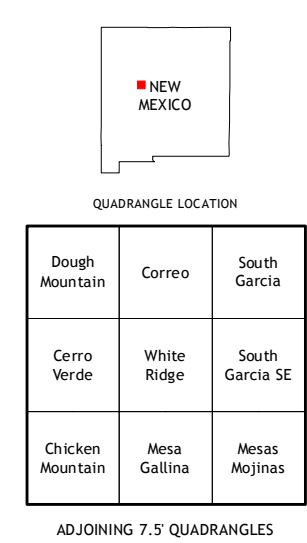 NEW
MEXICO
QUADRANGLE LOCATION
Dough
Mountain
Correo
South
Garcia
Cerro
Verde
White
Ridge
South
Garcia SE
Chicken
Mountain
Mesa
Gallina
Mesas
Mojinas
ADJOINING 7.5' QUADRANGLES